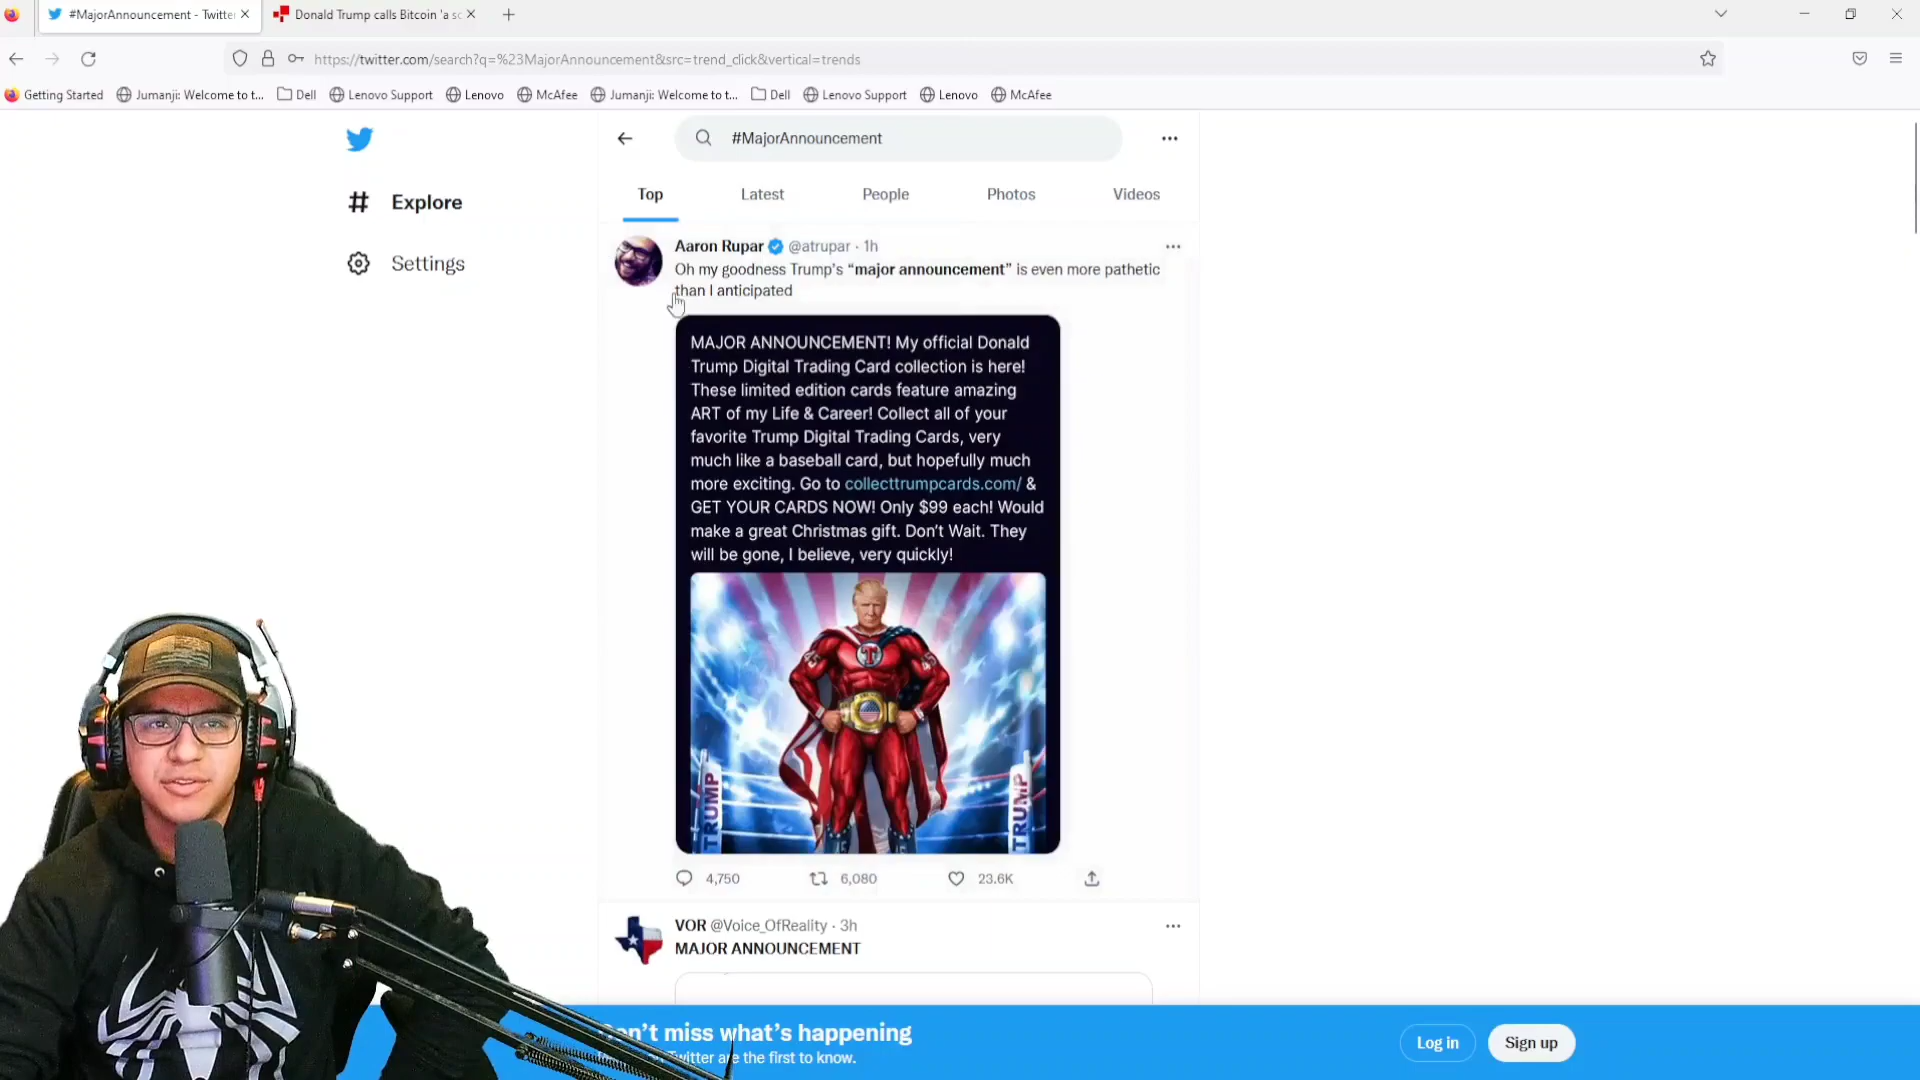 #MajorAnnouncement - Twitter
Donald Trump calls Bitcoin 'a sc
https://twitter.com/search?q=%23MajorAnnouncement&src=trend_click&vertical=trends
Getting Started
Jumanji: Welcome to t...
Dell
Lenovo Support
Lenovo
McAfee
Jumanji: Welcome to t...
Dell
Lenovo Support
Lenovo
McAfee
#MajorAnnouncement
Explore
Settings
Top
Latest
People
Photos
Videos
Aaron Rupar @atrupar · 1h
Oh my goodness Trump's “major announcement” is even more pathetic
than I anticipated
MAJOR ANNOUNCEMENT! My official Donald
Trump Digital Trading Card collection is here!
These limited edition cards feature amazing
ART of my Life & Career! Collect all of your
favorite Trump Digital Trading Cards, very
much like a baseball card, but hopefully much
more exciting. Go to collecttrumpcards.com/ &
GET YOUR CARDS NOW! Only $99 each! Would
make a great Christmas gift. Don't Wait. They
will be gone, I believe, very quickly!
45
T
45
TRUMP
TRUMP
4,750
6,080
23.6K
VOR @Voice_OfReality · 3h
MAJOR ANNOUNCEMENT
Don't miss what's happening
Twitter are the first to know.
Log in
Sign up